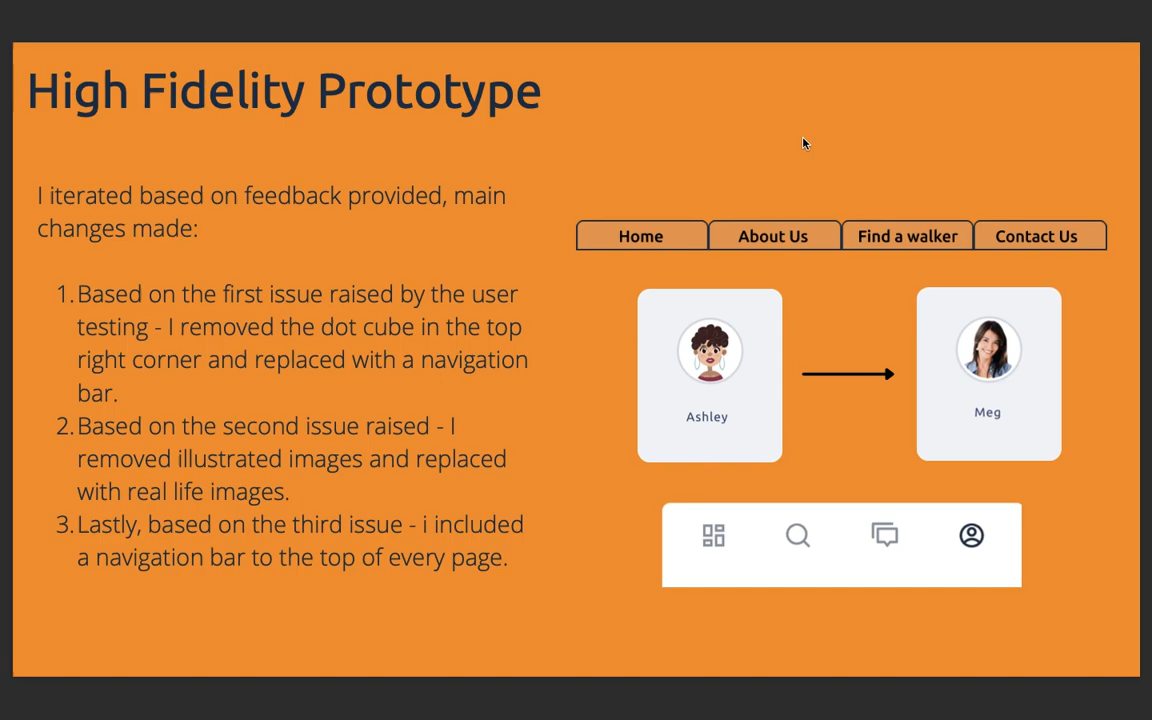 High Fidelity Prototype
I iterated based on feedback provided, main
changes made:
1. Based on the first issue raised by the user
testing - I removed the dot cube in the top
right corner and replaced with a navigation
bar.
2. Based on the second issue raised - I
removed illustrated images and replaced
with real life images.
3. Lastly, based on the third issue - i included
a navigation bar to the top of every page.
Home About Us Find a walker Contact Us
Ashley
Meg